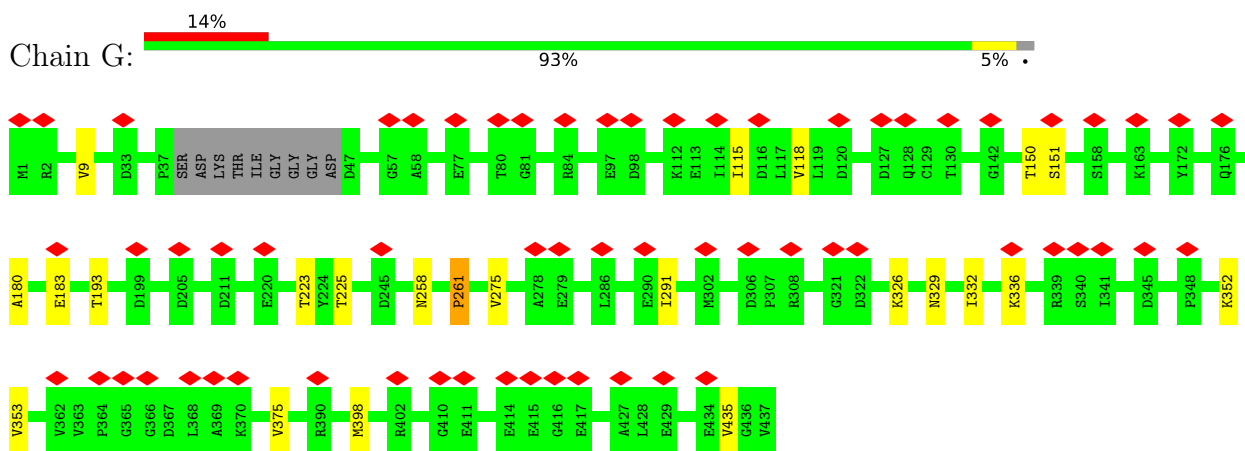 14%
Chain G:
93% 5% •
M1 R2 V9 D33 P37 SER ASP LYS THR ILE GLY GLY GLY ASP D47 G57 A58 E77 T80 G81 R84 E97 D98 K112 E113 I114 I115 D116 L117 V118 L119 D120 D127 Q128 C129 T130 G142 T150 S151 S158 K163 Y172 Q176
A180 E183 T193 D199 D205 D211 E220 T223 Y224 T225 D245 N258 P261 V275 A278 E279 L286 E290 I291 M302 D306 P307 R308 G321 D322 K326 N329 I332 K336 R339 S340 I341 D345 P348 K352
V353 V362 V363 P364 G365 G366 D367 L368 A369 K370 V375 R390 M398 R402 G410 E411 E414 E415 G416 E417 A427 L428 E429 E434 V435 G436 V437